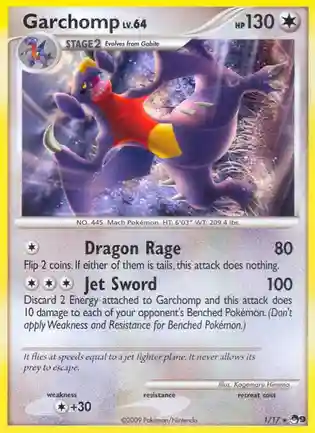 Garchomp LV.64 HP 130
STAGE2 Evolves from Gabite
NO. 445 Mach Pokémon. HT: 6'03" WT: 209.4 lbs.
Dragon Rage 80
Flip 2 coins. If either of them is tails, this attack does nothing.
Jet Sword 100
Discard 2 Energy attached to Garchomp and this attack does
10 damage to each of your opponent's Benched Pokémon. (Don't
apply Weakness and Resistance for Benched Pokémon.)
It flies at speeds equal to a jet fighter plane. It never allows its
prey to escape.
weakness resistance retreat cost
+30
Illus. Kagemaru Himeno
©2009 Pokémon/Nintendo 1/17 9